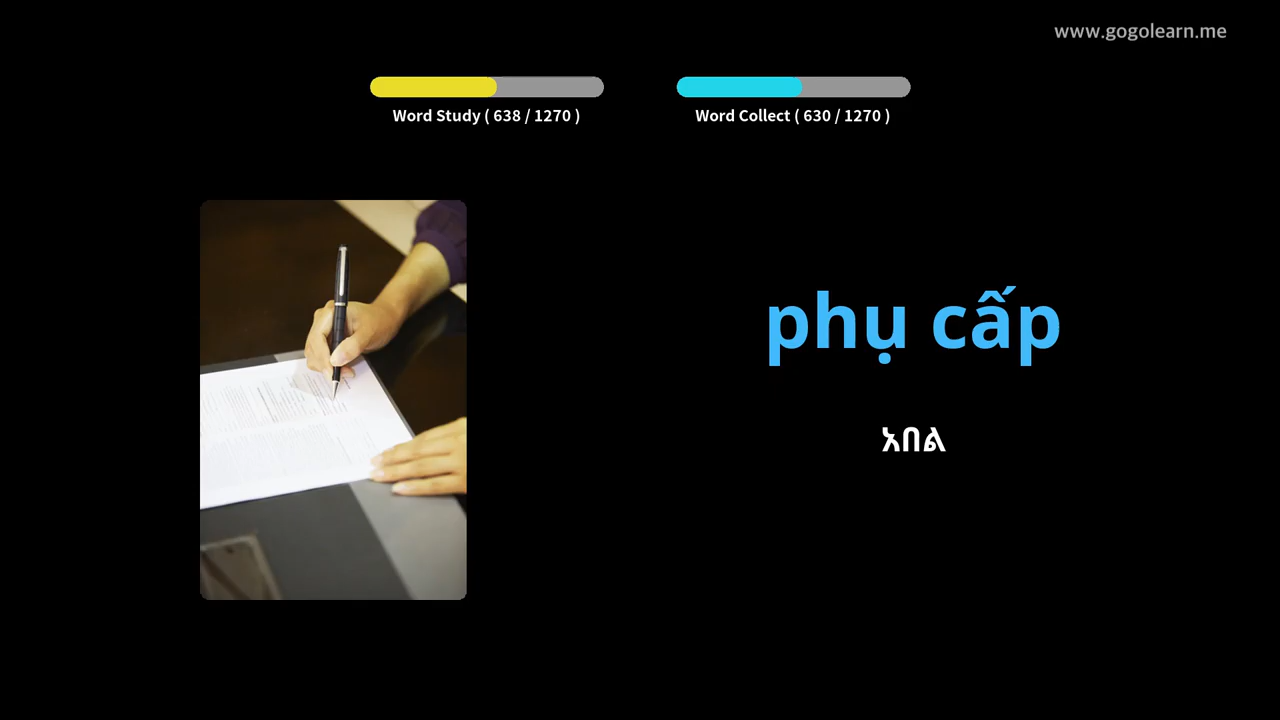 www.gogolearn.me
Word Study ( 638 / 1270 )
Word Collect ( 630 / 1270 )
phụ cấp
አበል